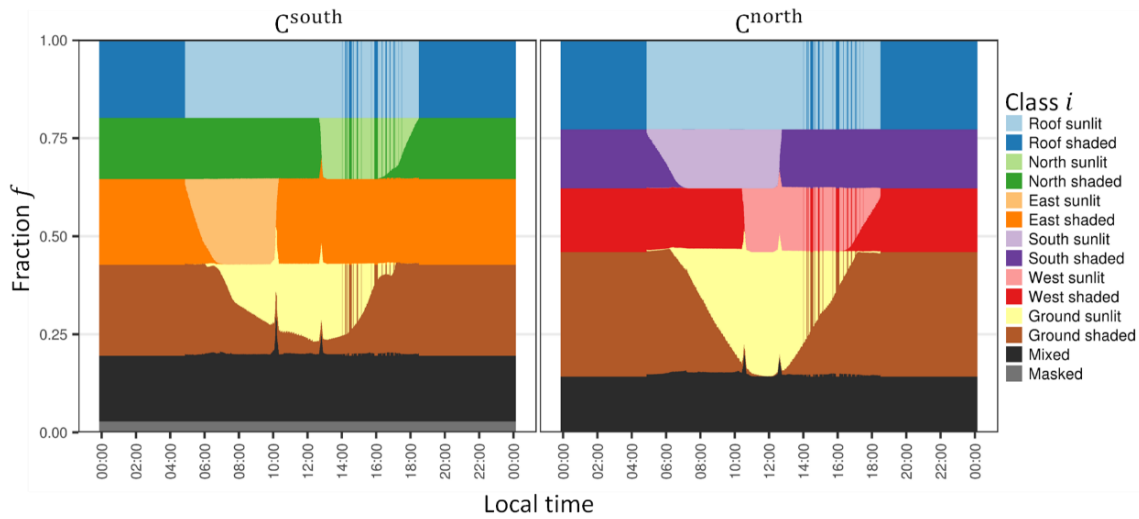 C^south C^north
1.00
0.75
0.50
0.25
0.00
Fraction f
00:00 02:00 04:00 06:00 08:00 10:00 12:00 14:00 16:00 18:00 20:00 22:00 00:00
00:00 02:00 04:00 06:00 08:00 10:00 12:00 14:00 16:00 18:00 20:00 22:00 00:00
Local time
Class i
Roof sunlit
Roof shaded
North sunlit
North shaded
East sunlit
East shaded
South sunlit
South shaded
West sunlit
West shaded
Ground sunlit
Ground shaded
Mixed
Masked